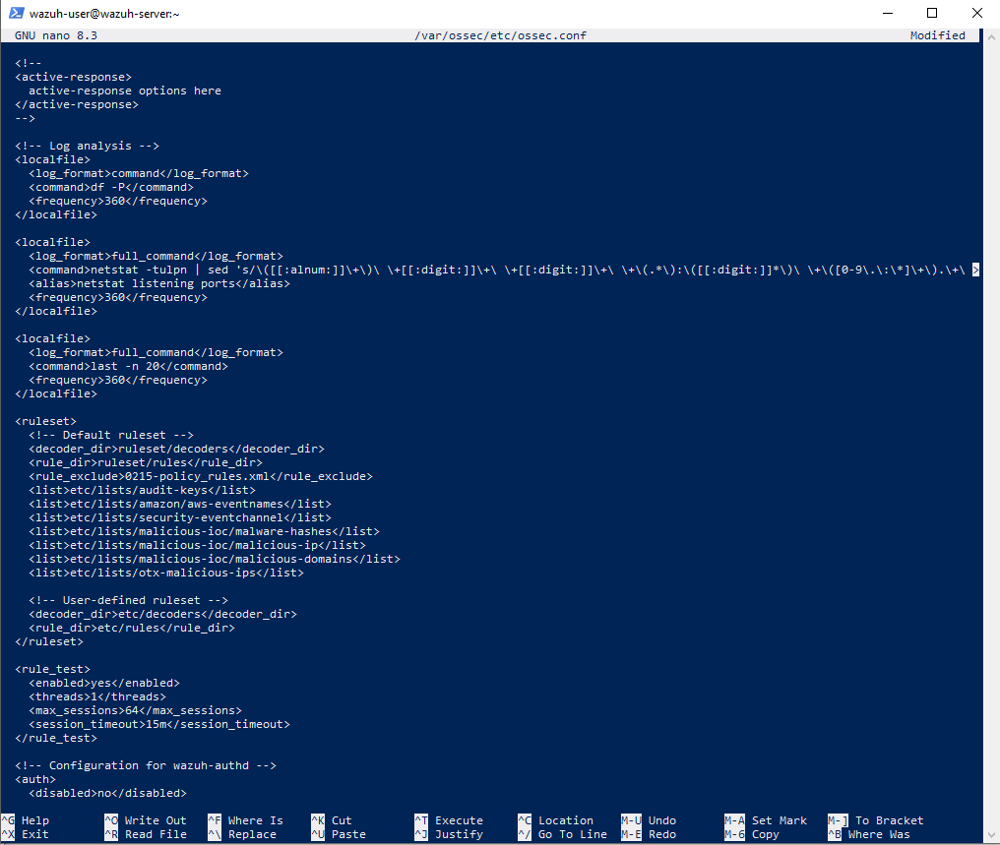 wazuh-user@wazuh-server:~
GNU nano 8.3 /var/ossec/etc/ossec.conf Modified
<!--
<active-response>
active-response options here
</active-response>
-->
<!-- Log analysis -->
<localfile>
<log_format>command</log_format>
<command>df -P</command>
<frequency>360</frequency>
</localfile>
<localfile>
<log_format>full_command</log_format>
<command>netstat -tulpn | sed 's/\([[:alnum:]]\+\)\ \+[[:digit:]]\+\ \+[[:digit:]]\+\ \+\(.*\):\([[:digit:]]*\)\ \+\([0-9\.\:\*]\+\).\+\ >
<alias>netstat listening ports</alias>
<frequency>360</frequency>
</localfile>
<localfile>
<log_format>full_command</log_format>
<command>last -n 20</command>
<frequency>360</frequency>
</localfile>
<ruleset>
<!-- Default ruleset -->
<decoder_dir>ruleset/decoders</decoder_dir>
<rule_dir>ruleset/rules</rule_dir>
<rule_exclude>0215-policy_rules.xml</rule_exclude>
<list>etc/lists/audit-keys</list>
<list>etc/lists/amazon/aws-eventnames</list>
<list>etc/lists/security-eventchannel</list>
<list>etc/lists/malicious-ioc/malware-hashes</list>
<list>etc/lists/malicious-ioc/malicious-ip</list>
<list>etc/lists/malicious-ioc/malicious-domains</list>
<list>etc/lists/otx-malicious-ips</list>
<!-- User-defined ruleset -->
<decoder_dir>etc/decoders</decoder_dir>
<rule_dir>etc/rules</rule_dir>
</ruleset>
<rule_test>
<enabled>yes</enabled>
<threads>1</threads>
<max_sessions>64</max_sessions>
<session_timeout>15m</session_timeout>
</rule_test>
<!-- Configuration for wazuh-authd -->
<auth>
<disabled>no</disabled>
^G Help ^O Write Out ^F Where Is ^K Cut ^T Execute ^C Location M-U Undo M-A Set Mark M-] To Bracket
^X Exit ^R Read File ^\ Replace ^U Paste ^J Justify ^/ Go To Line M-E Redo M-6 Copy ^B Where Was